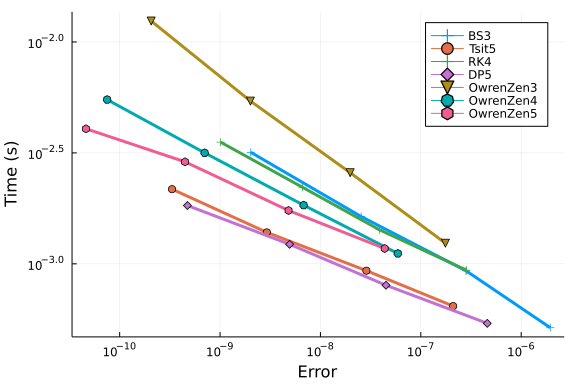 BS3
Tsit5
RK4
DP5
OwrenZen3
OwrenZen4
OwrenZen5
Time (s)
10^-2.0
10^-2.5
10^-3.0
10^-10
10^-9
10^-8
10^-7
10^-6
Error